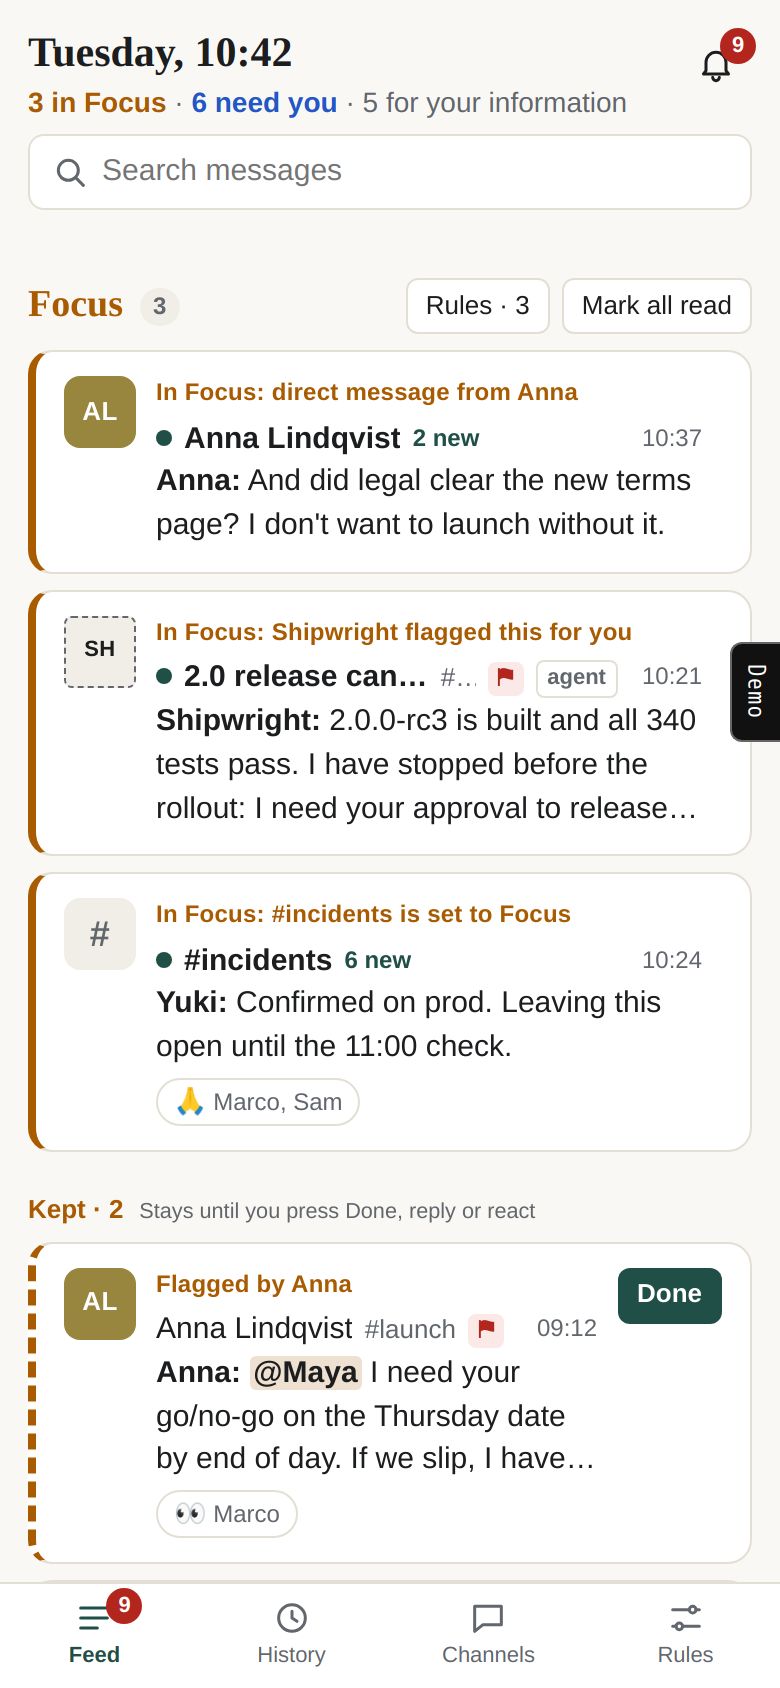 Tuesday, 10:42
9
3 in Focus · 6 need you · 5 for your information
Search messages
Focus 3
Rules · 3
Mark all read
AL
In Focus: direct message from Anna
Anna Lindqvist 2 new 10:37
Anna: And did legal clear the new terms
page? I don't want to launch without it.
SH
In Focus: Shipwright flagged this for you
2.0 release can… #… agent 10:21
Shipwright: 2.0.0-rc3 is built and all 340
tests pass. I have stopped before the
rollout: I need your approval to release…
Demo
#
In Focus: #incidents is set to Focus
#incidents 6 new 10:24
Yuki: Confirmed on prod. Leaving this
open until the 11:00 check.
🙏 Marco, Sam
Kept · 2 Stays until you press Done, reply or react
AL
Flagged by Anna
Done
Anna Lindqvist #launch 09:12
Anna: @Maya I need your
go/no-go on the Thursday date
by end of day. If we slip, I have…
👀 Marco
9
Feed
History
Channels
Rules